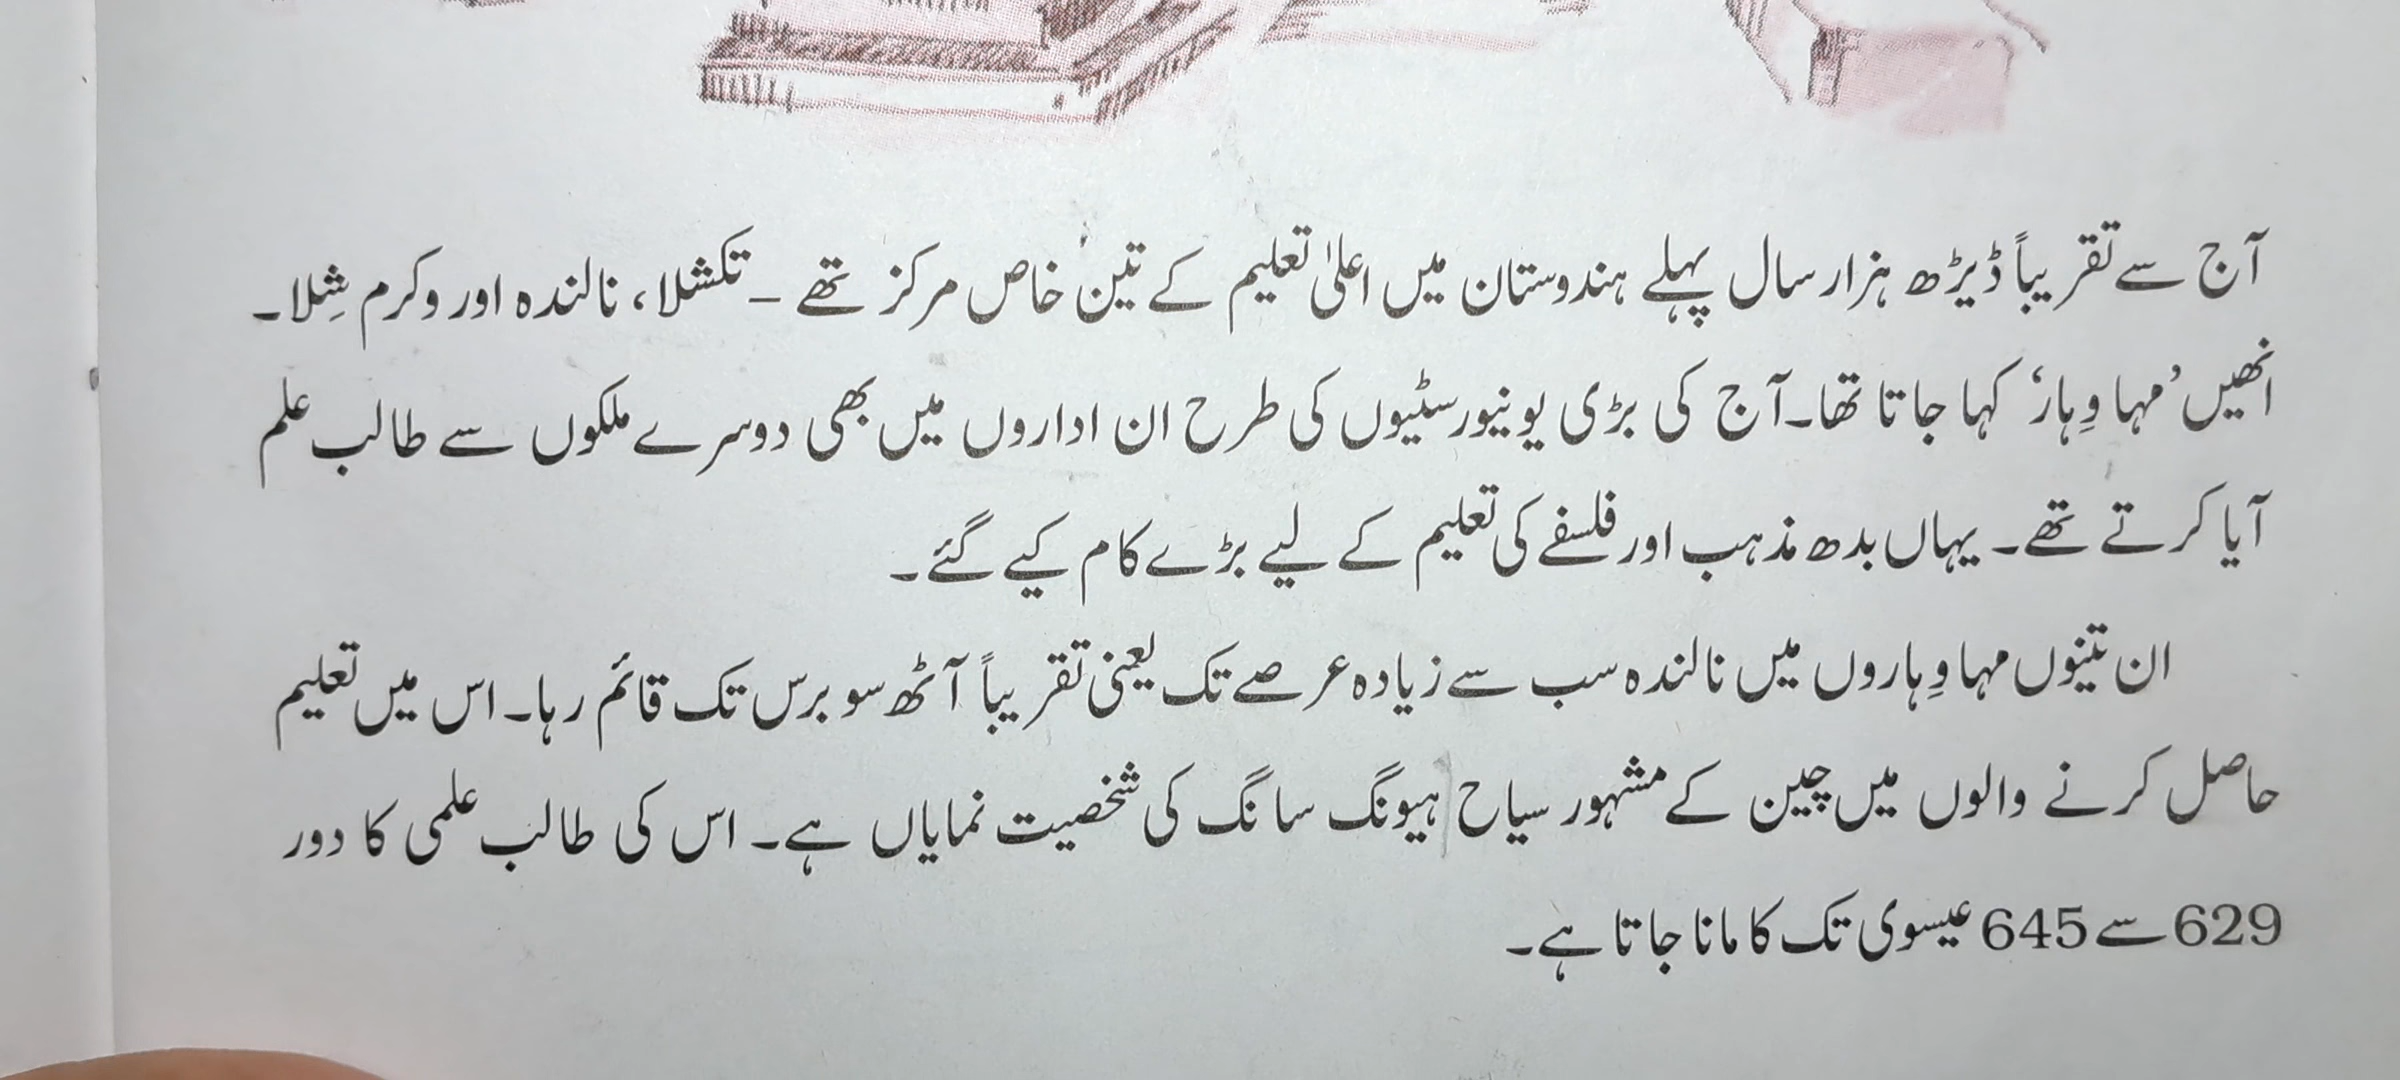 آج سے تقریباً ڈیڑھ ہزار سال پہلے ہندوستان میں اعلیٰ تعلیم کے تین خاص مرکز تھے ۔ تکشلا، نالندہ اور وکرم شِلا۔
انھیں ’مہا وِہار‘ کہا جاتا تھا۔ آج کی بڑی یونیورسٹیوں کی طرح ان اداروں میں بھی دوسرے ملکوں سے طالب علم
آیا کرتے تھے۔ یہاں بدھ مذہب اور فلسفے کی تعلیم کے لیے بڑے کام کیے گئے۔
ان تینوں مہا وِہاروں میں نالندہ سب سے زیادہ عرصے تک یعنی تقریباً آٹھ سو برس تک قائم رہا۔ اس میں تعلیم
حاصل کرنے والوں میں چین کے مشہور سیاح ہیونگ سانگ کی شخصیت نمایاں ہے۔ اس کی طالب علمی کا دور
629 سے 645 عیسوی تک کا مانا جاتا ہے۔